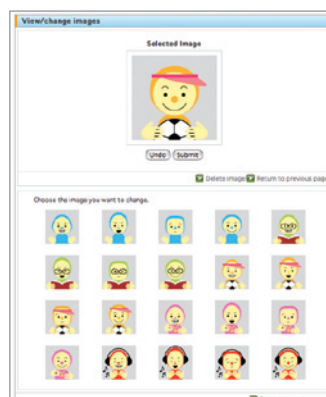 View/change images
Selected Image
Undo Submit
Delete Image Return to previous page
Choose the image you want to change.